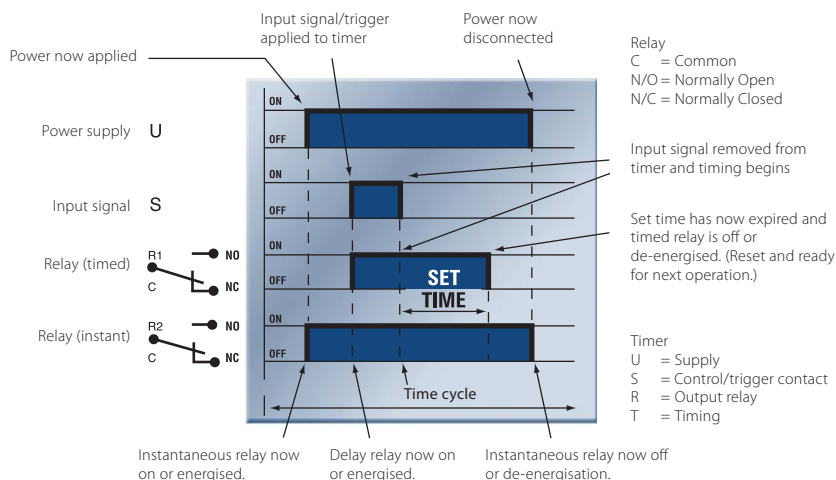 Input signal/trigger
applied to timer
Power now
disconnected
Power now applied
Relay
C = Common
N/O = Normally Open
N/C = Normally Closed
ON
OFF
Power supply U
Input signal removed from
timer and timing begins
ON
OFF
Input signal S
Set time has now expired and
timed relay is off or
de-energised. (Reset and ready
for next operation.)
ON
OFF
Relay (timed)
R1 NO
C NC
SET
TIME
ON
OFF
Relay (instant)
R2 NO
C NC
Timer
U = Supply
S = Control/trigger contact
R = Output relay
T = Timing
Time cycle
Instantaneous relay now
on or energised.
Delay relay now on
or energised.
Instantaneous relay now off
or de-energisation.